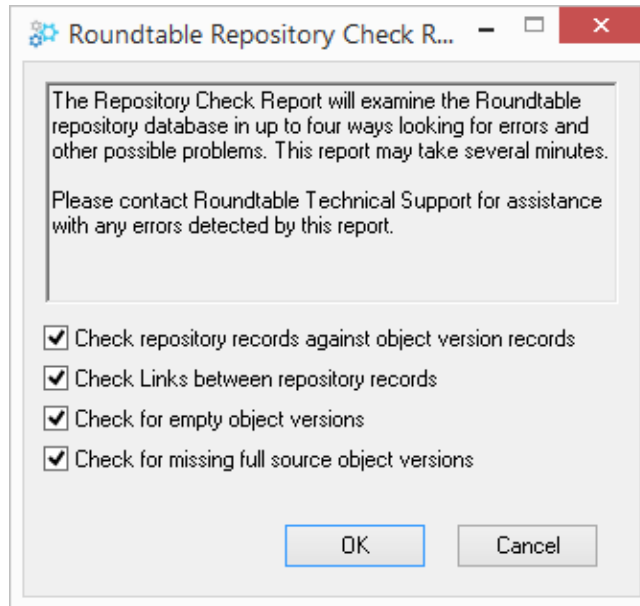 Roundtable Repository Check R...
The Repository Check Report will examine the Roundtable
repository database in up to four ways looking for errors and
other possible problems. This report may take several minutes.
Please contact Roundtable Technical Support for assistance
with any errors detected by this report.
Check repository records against object version records
Check Links between repository records
Check for empty object versions
Check for missing full source object versions
OK
Cancel